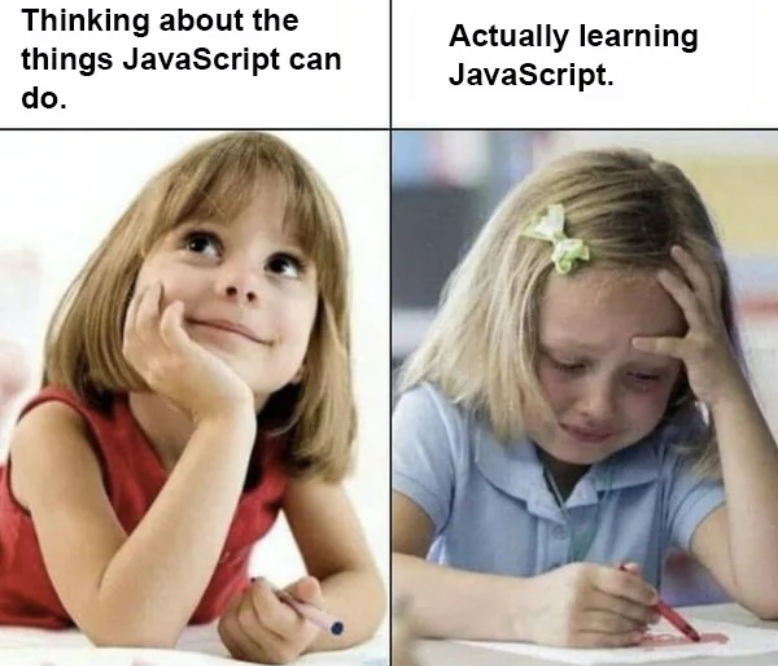 Thinking about the
things JavaScript can
do.
Actually learning
JavaScript.